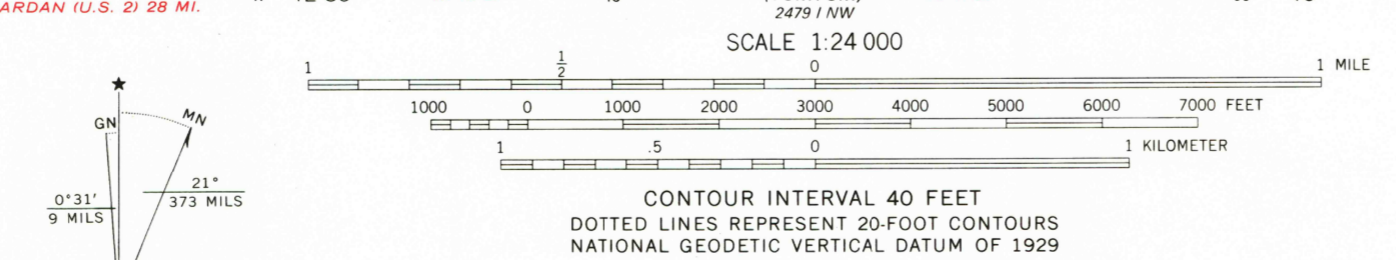 ARDAN (U.S. 2) 28 MI.
2479 I NW
SCALE 1:24 000
1 1/2 0 1 MILE
1000 0 1000 2000 3000 4000 5000 6000 7000 FEET
1 .5 0 1 KILOMETER
CONTOUR INTERVAL 40 FEET
DOTTED LINES REPRESENT 20-FOOT CONTOURS
NATIONAL GEODETIC VERTICAL DATUM OF 1929
★
GN
MN
0°31′
9 MILS
21°
373 MILS